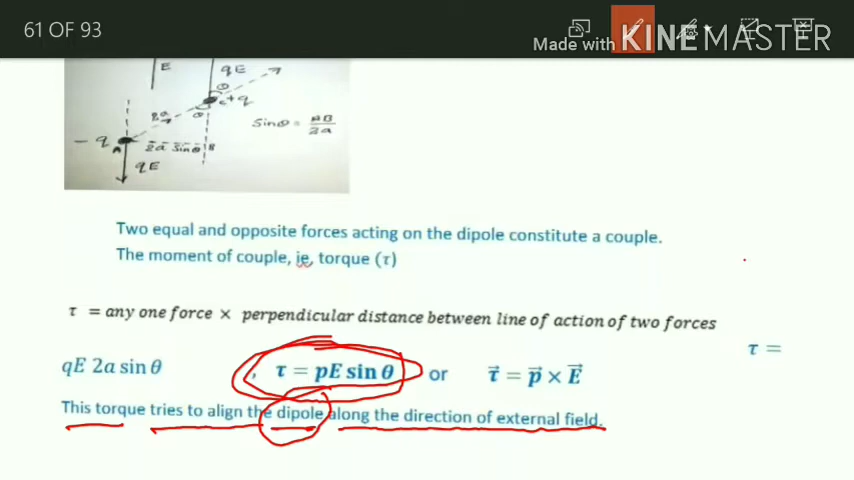 61 OF 93
Made with KINEMASTER
E
qE
θ
+q
2a
θ
sinθ = AB/2a
- q
A
2a sinθ B
qE
Two equal and opposite forces acting on the dipole constitute a couple.
The moment of couple, ie, torque (τ)
τ = any one force × perpendicular distance between line of action of two forces
τ =
qE 2a sin θ , τ = pE sin θ or τ⃗ = p⃗ × E⃗
This torque tries to align the dipole along the direction of external field.